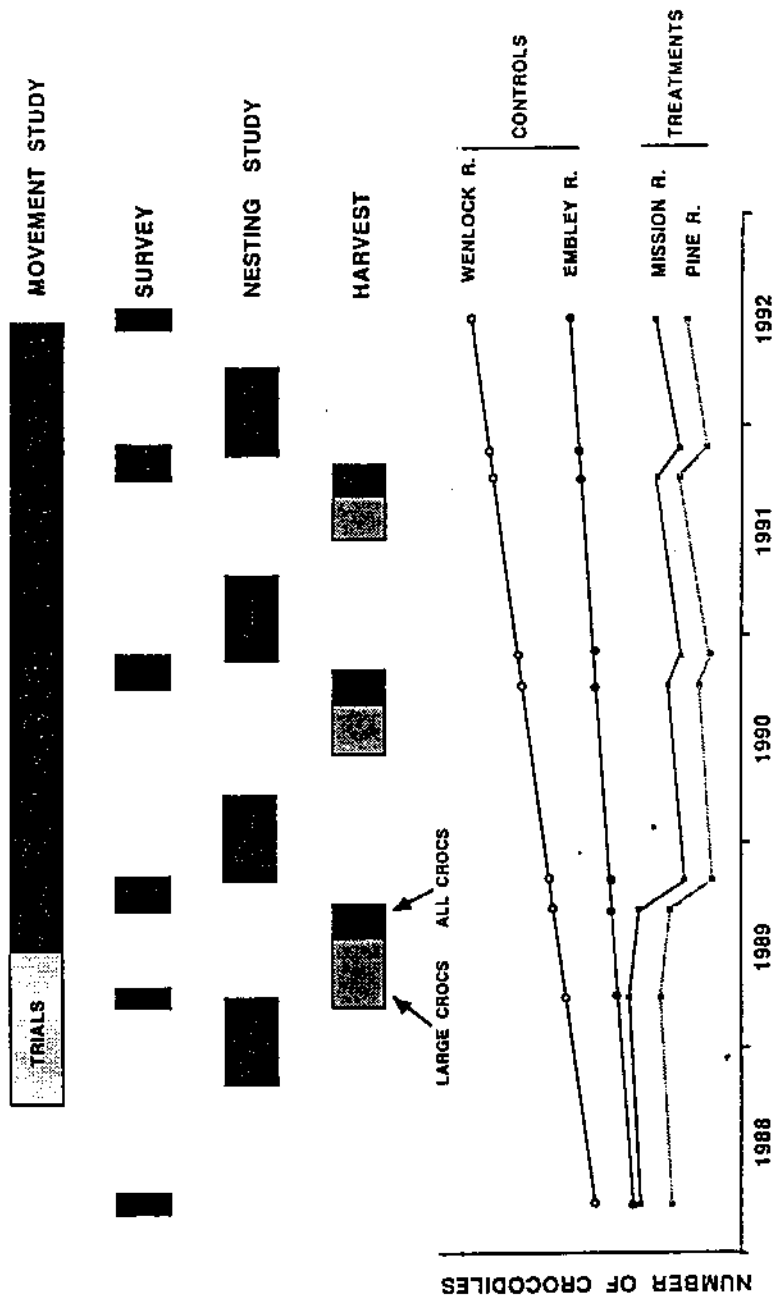 MOVEMENT STUDY
TRIALS
SURVEY
NESTING STUDY
HARVEST
LARGE CROCS
ALL CROCS
WENLOCK R.
CONTROLS
EMBLEY R.
MISSION R.
TREATMENTS
PINE R.
NUMBER OF CROCODILES
1988
1989
1990
1991
1992